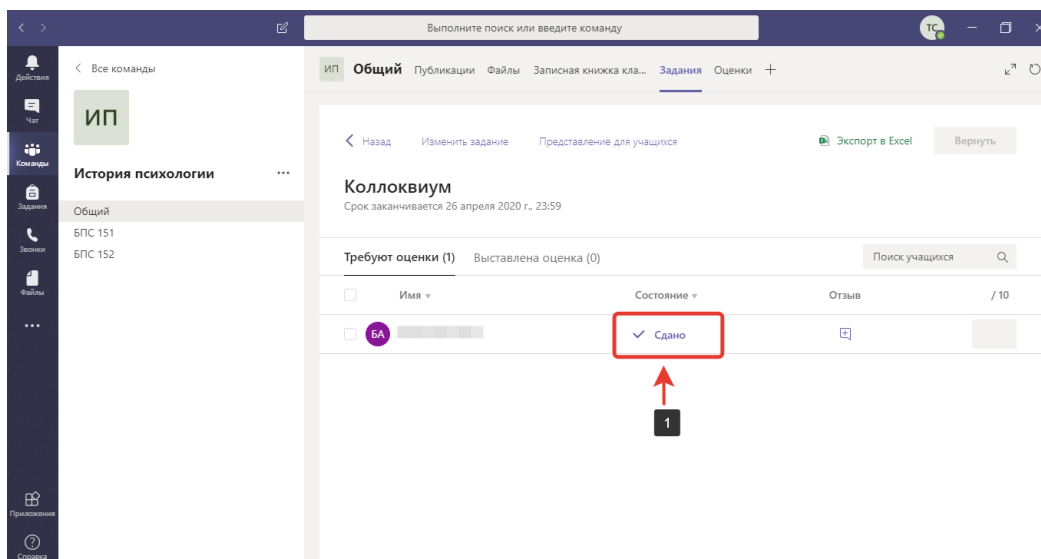 Выполните поиск или введите команду
ТС
Действия
Чат
Команды
Задания
Звонки
Файлы
Приложения
Справка
Все команды
ИП
История психологии
Общий
БПС 151
БПС 152
ИП Общий Публикации Файлы Записная книжка кла... Задания Оценки
Назад Изменить задание Представление для учащихся Экспорт в Excel Вернуть
Коллоквиум
Срок заканчивается 26 апреля 2020 г., 23:59
Требуют оценки (1) Выставлена оценка (0) Поиск учащихся
Имя Состояние Отзыв / 10
БА Сдано
1